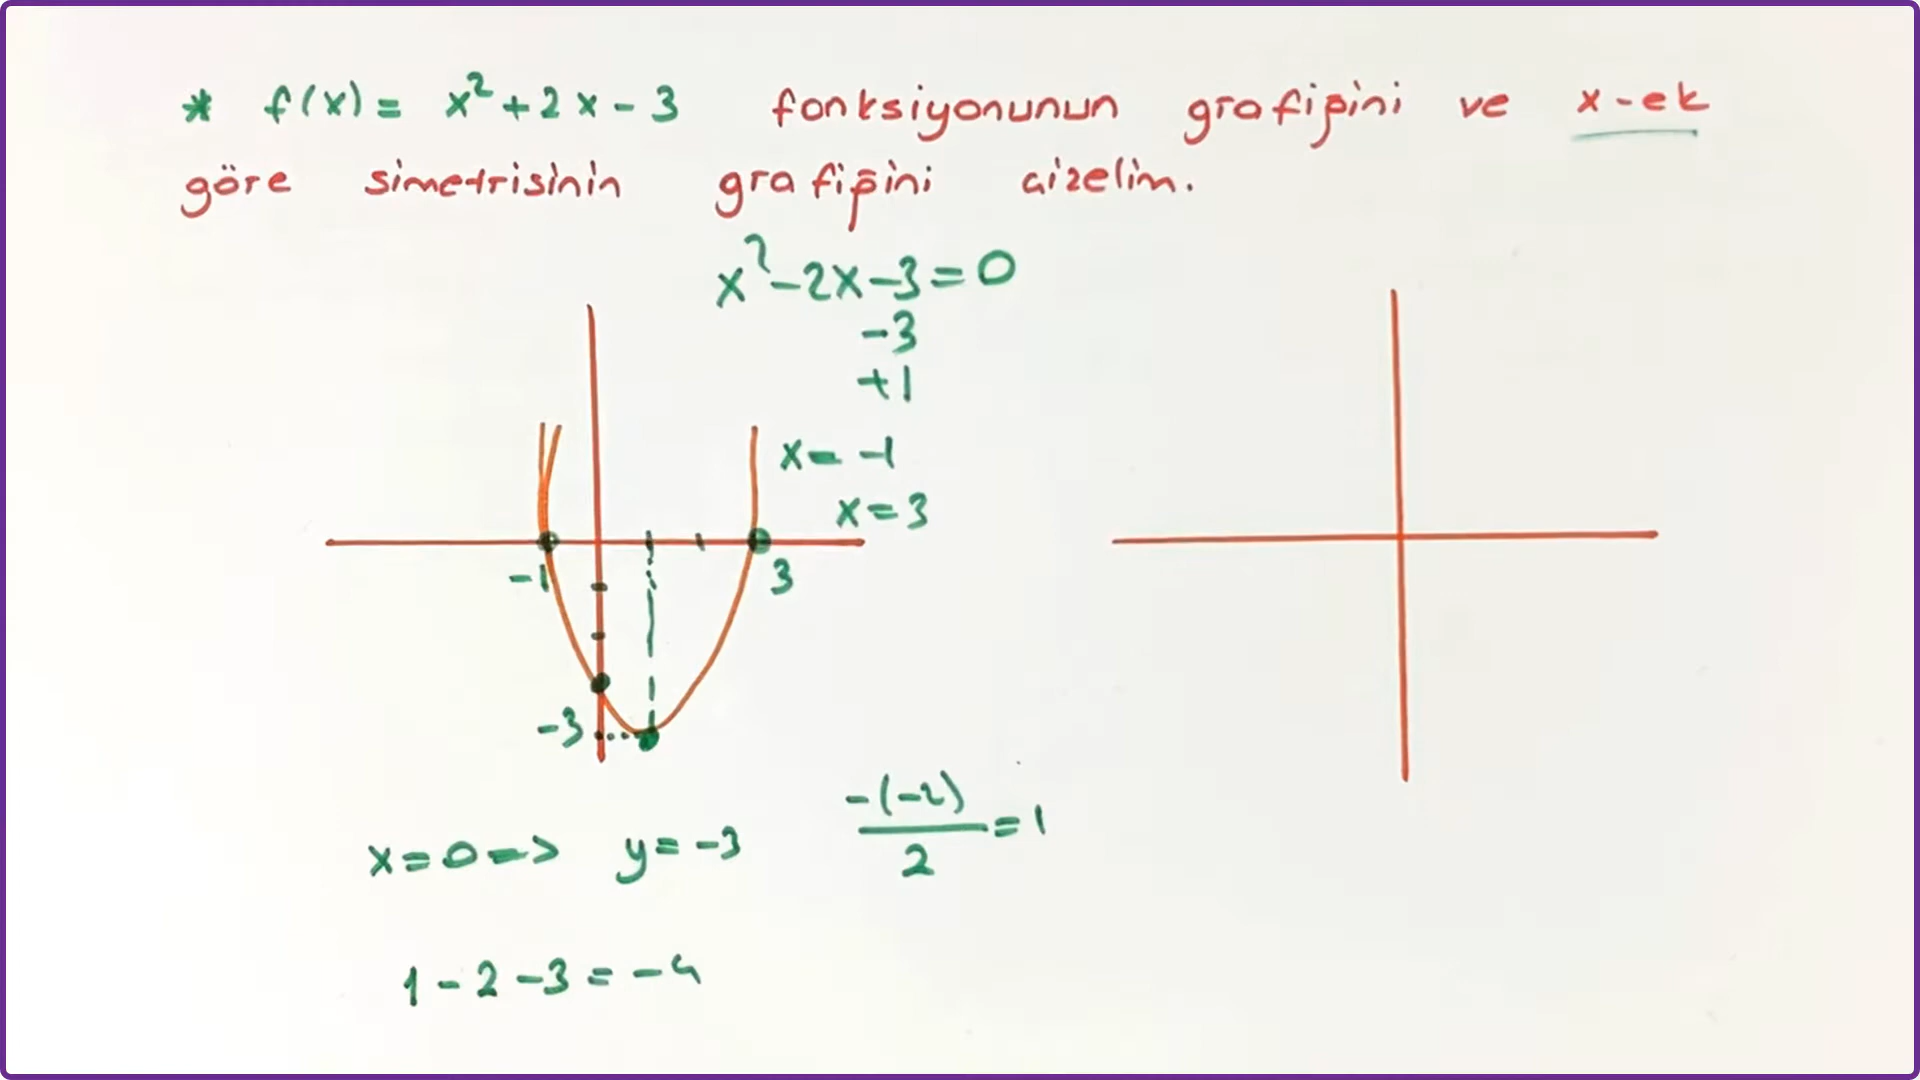 * f(x) = x² + 2x - 3 fonksiyonunun grafiğini ve x-ek
göre simetrisinin grafiğini çizelim.
x² - 2x - 3 = 0
-3
+1
x = -1
x = 3
-1
3
-3
x = 0 => y = -3
-(-2)
2
= 1
1 - 2 - 3 = -4